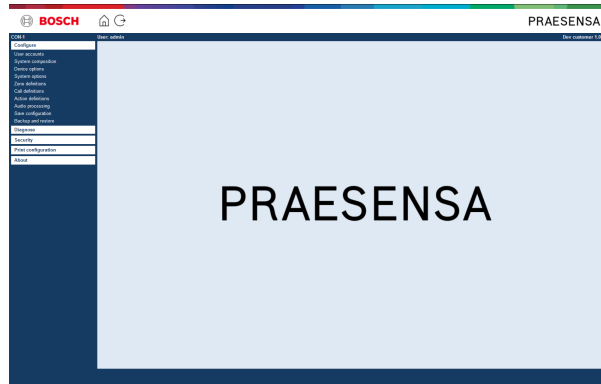 BOSCH
PRAESENSA
CON-1
User: admin
Dev customer 1.0
Configure
User accounts
System composition
Device options
System options
Zone definitions
Call definitions
Action definitions
Audio processing
Save configuration
Backup and restore
Diagnose
Security
Print configuration
About
PRAESENSA